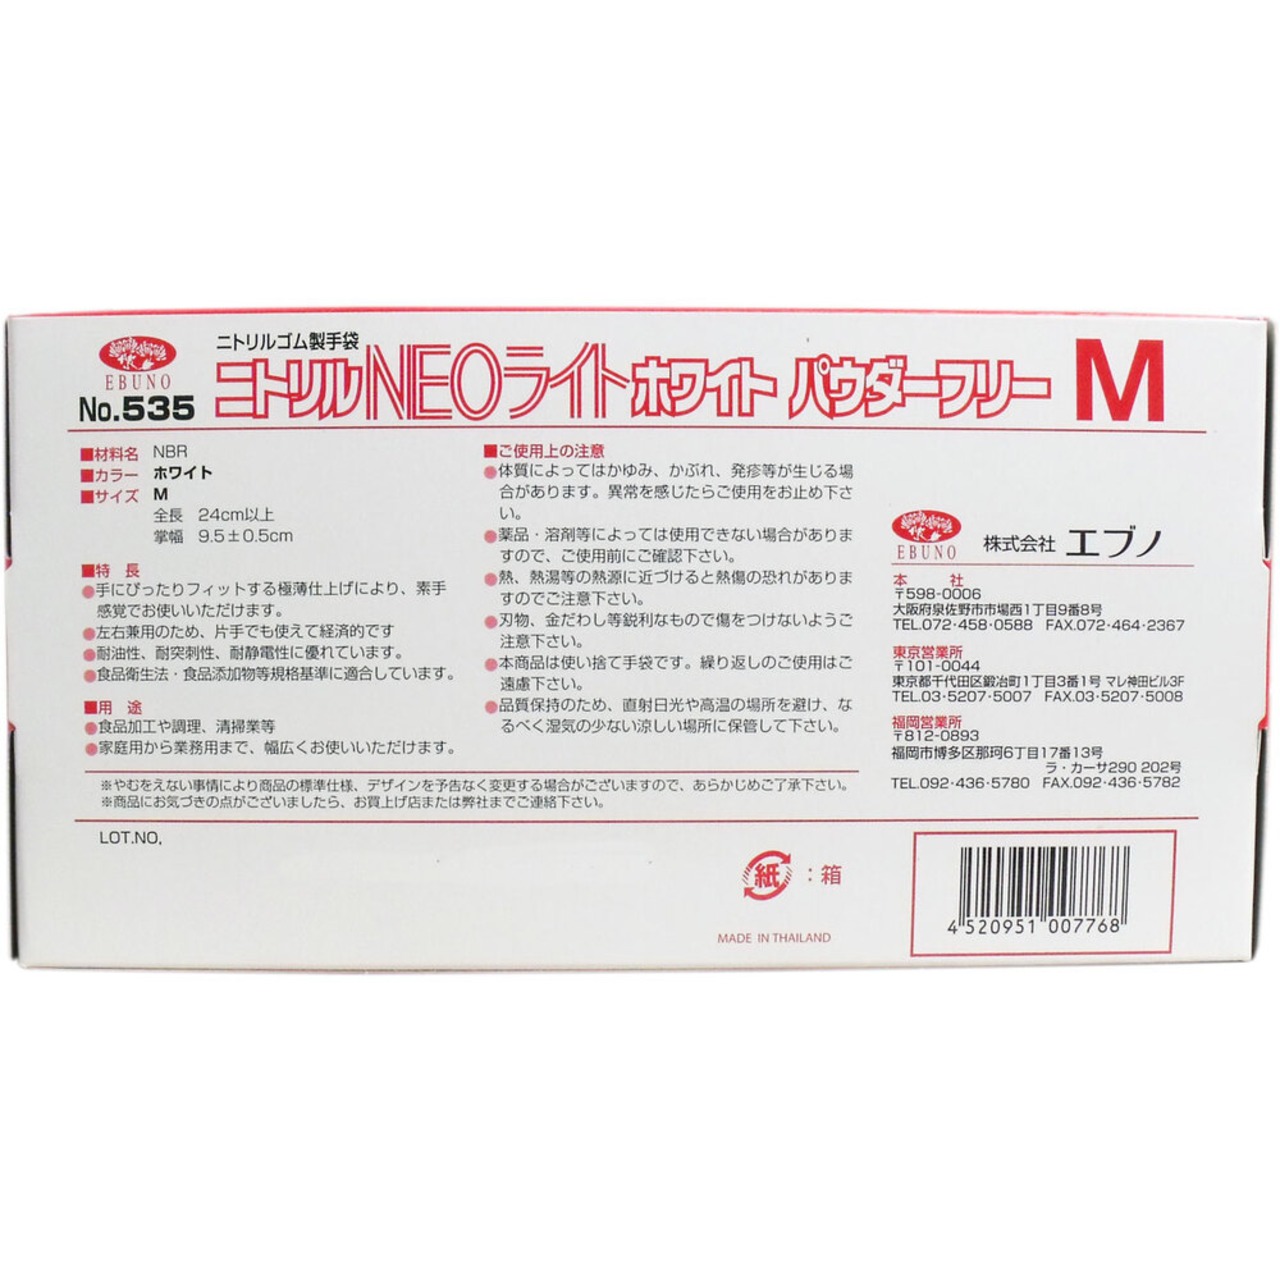 EBUNO
No.535
ニトリルゴム製手袋
ニトリルNEOライト ホワイト パウダーフリー M
■材料名 NBR
■カラー ホワイト
■サイズ M
全長 24cm以上
掌幅 9.5±0.5cm
■特 長
●手にぴったりフィットする極薄仕上げにより、素手
感覚でお使いいただけます。
●左右兼用のため、片手でも使えて経済的です
●耐油性、耐突刺性、耐静電性に優れています。
●食品衛生法・食品添加物等規格基準に適合しています。
■用 途
●食品加工や調理、清掃業等
●家庭用から業務用まで、幅広くお使いいただけます。
■ご使用上の注意
●体質によってはかゆみ、かぶれ、発疹等が生じる場
合があります。異常を感じたらご使用をお止め下さ
い。
●薬品・溶剤等によっては使用できない場合がありま
すので、ご使用前にご確認下さい。
●熱、熱湯等の熱源に近づけると熱傷の恐れがありま
すのでご注意下さい。
●刃物、金だわし等鋭利なもので傷をつけないようご
注意下さい。
●本商品は使い捨て手袋です。繰り返しのご使用はご
遠慮下さい。
●品質保持のため、直射日光や高温の場所を避け、な
るべく湿気の少ない涼しい場所に保管して下さい。
※やむをえない事情により商品の標準仕様、デザインを予告なく変更する場合がございますので、あらかじめご了承下さい。
※商品にお気づきの点がございましたら、お買上げ店または弊社までご連絡下さい。
EBUNO
株式会社 エブノ
本 社
〒598-0006
大阪府泉佐野市市場西1丁目9番8号
TEL.072・458・0588 FAX.072・464・2367
東京営業所
〒101-0044
東京都千代田区鍛冶町1丁目3番1号 マレ神田ビル3F
TEL.03・5207・5007 FAX.03・5207・5008
福岡営業所
〒812-0893
福岡市博多区那珂6丁目17番13号
ラ・カーサ290 202号
TEL.092・436・5780 FAX.092・436・5782
LOT.NO,
紙 : 箱
MADE IN THAILAND
4 520951 007768